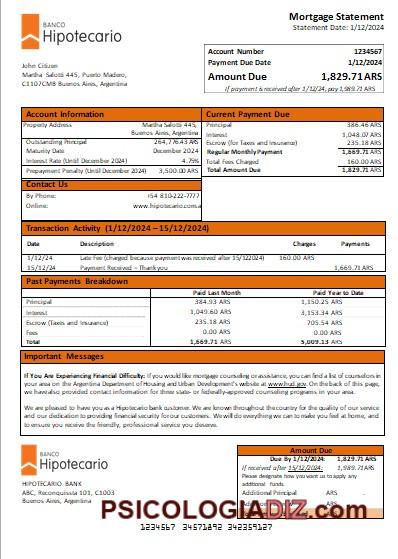 BANCO
Hipotecario
Mortgage Statement
Statement Date: 1/12/2024
Account Number 1234567
Payment Due Date 1/12/2024
Amount Due 1,829.71 ARS
If payment is received after 1/12/24, pay 1,989.71 ARS
John Citizen
Martha Salotti 445, Puerto Madero,
C1107CMB Buenos Aires, Argentina
Account Information
Property Address Martha Salotti 445,
Buenos Aires, Argentina
Outstanding Principal 264,776.43 ARS
Maturity Date December 2024
Interest Rate (Until December 2024) 4.75%
Prepayment Penalty (Until December 2024) 3,500.00 ARS
Contact Us
By Phone: +54 810-222-7777
Online: www.hipotecario.com.a
Current Payment Due
Principal 386.46 ARS
Interest 1,048.07 ARS
Escrow (for Taxes and Insurance) 235.18 ARS
Regular Monthly Payment 1,669.71 ARS
Total Fees Charged 160.00 ARS
Total Amount Due 1,829.71 ARS
Transaction Activity (1/12/2024 – 15/12/2024)
Date Description Charges Payments
1/12/24 Late Fee (charged because payment was received after 15/122024) 160.00 ARS
15/12/24 Payment Received – Thank you 1,669.71 ARS
Past Payments Breakdown
Paid Last Month Paid Year to Date
Principal 384.93 ARS 1,150.25 ARS
Interest 1,049.60 ARS 3,153.34 ARS
Escrow (Taxes and Insurance) 235.18 ARS 705.54 ARS
Fees 0.00 ARS 0.00 ARS
Total 1,669.71 ARS 5,009.13 ARS
Important Messages
If You Are Experiencing Financial Difficulty: If you would like mortgage counseling or assistance, you can find a list of counselors in
your area on the Argentina Department of Housing and Urban Development's website at www.hud.gov. On the back of this page,
we have also provided contact information for three state- or federally-approved counseling programs in your area.
We are pleased to have you as a Hipotecario bank customer. We are known throughout the country for the quality of our service
and our dedication to providing financial security for our customers. We will do everything we can to make you feel at home, and
to ensure you receive the friendly, professional service you deserve.
BANCO
Hipotecario
HIPOTECARIO BANK
ABC, Reconquista 101, C1003
Buenos Aires, Argentina
Amount Due
Due By 1/12/2024: 1,829.71 ARS
If received after 15/12/2024: 1,989.71 ARS
Please designate how you want us to apply any
additional funds.
Additional Principal ARS
Additional ARS
PSICOLOGIADIZ.com
1234567 34571892 342359127